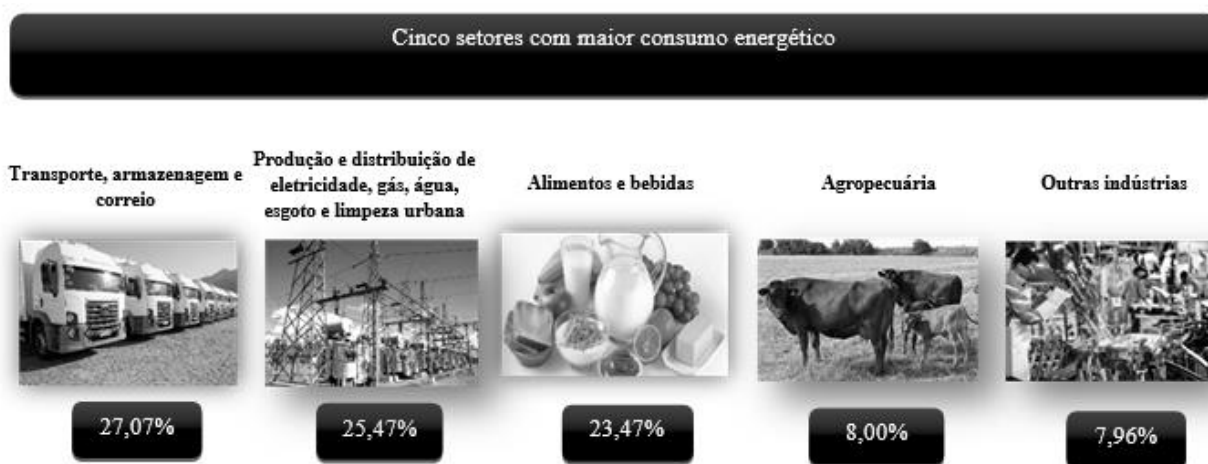 Cinco setores com maior consumo energético
Transporte, armazenagem e
correio
Produção e distribuição de
eletricidade, gás, água,
esgoto e limpeza urbana
Alimentos e bebidas
Agropecuária
Outras indústrias
27,07%
25,47%
23,47%
8,00%
7,96%